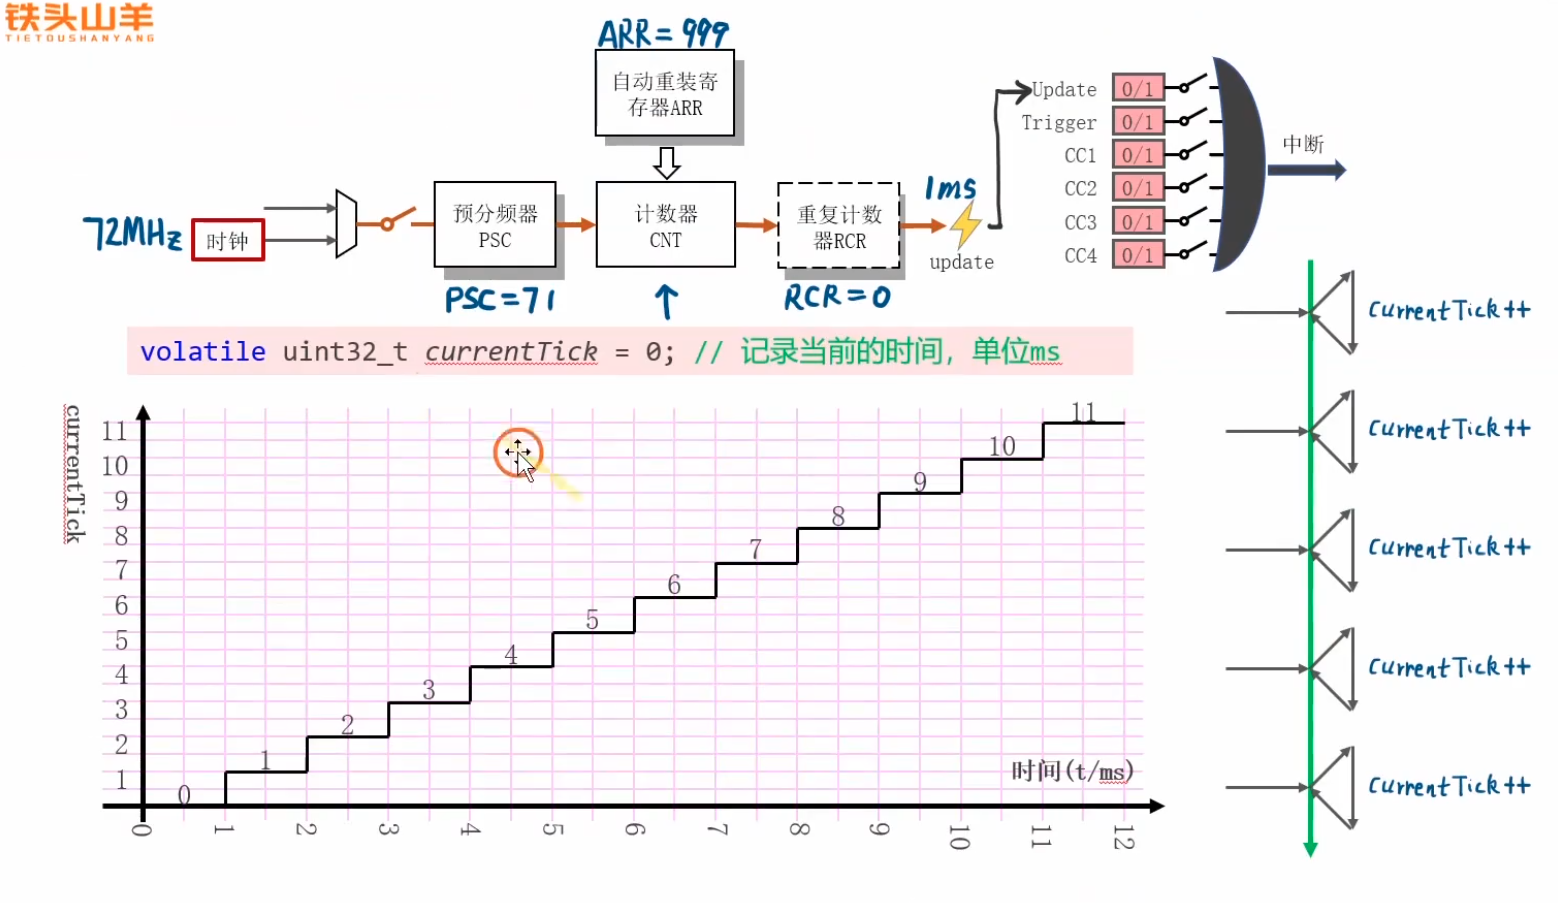 铁头山羊
TIETOUSHANYANG
ARR = 999
自动重装寄
存器ARR
72MHz
时钟
预分频器
PSC
PSC=71
计数器
CNT
重复计数
器RCR
RCR=0
1ms
update
Update 0/1
Trigger 0/1
CC1 0/1
CC2 0/1
CC3 0/1
CC4 0/1
中断
volatile uint32_t currentTick = 0; // 记录当前的时间，单位ms
currentTick
11
10
9
8
7
6
5
4
3
2
1
0
1
2
3
4
5
6
7
8
9
10
11
时间(t/ms)
0 1 2 3 4 5 6 7 8 9 10 11 12
CurrentTick++
CurrentTick++
CurrentTick++
CurrentTick++
CurrentTick++